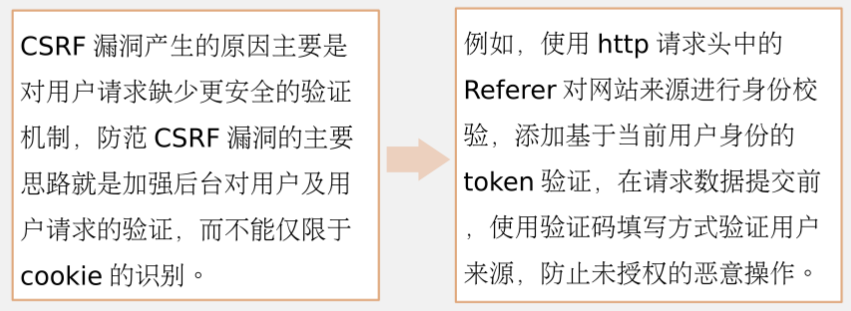 CSRF 漏洞产生的原因主要是
对用户请求缺少更安全的验证
机制，防范 CSRF 漏洞的主要
思路就是加强后台对用户及用
户请求的验证，而不能仅限于
cookie 的识别。
例如，使用 http 请求头中的
Referer 对网站来源进行身份校
验，添加基于当前用户身份的
token 验证，在请求数据提交前
，使用验证码填写方式验证用户
来源，防止未授权的恶意操作。